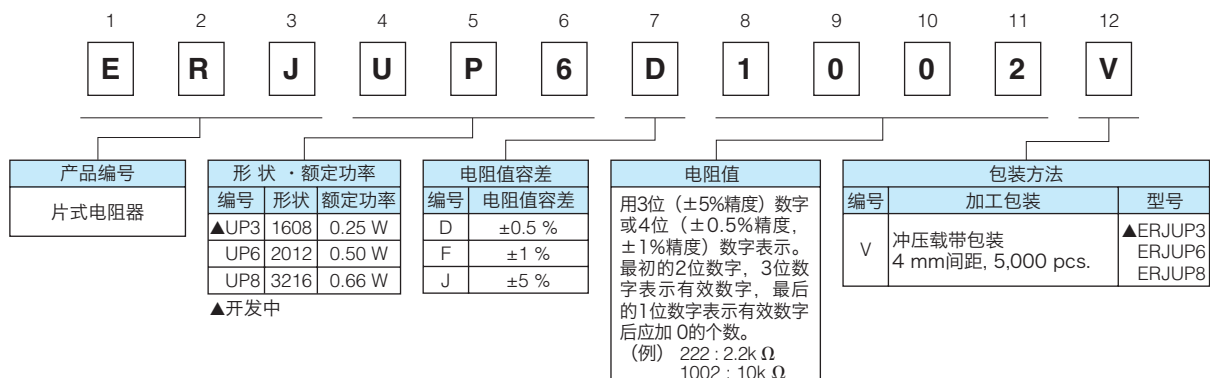 1 2 3 4 5 6 7 8 9 10 11 12
E R J U P 6 D 1 0 0 2 V
产品编号
片式电阻器
形 状 ・额定功率
编号 形状 额定功率
▲UP3 1608 0.25 W
UP6 2012 0.50 W
UP8 3216 0.66 W
▲开发中
电阻值容差
编号 电阻值容差
D ±0.5 %
F ±1 %
J ±5 %
电阻值
用3位（±5%精度）数字
或4位（±0.5%精度，
±1%精度）数字表示。
最初的2位数字，3位数
字表示有效数字，最后
的1位数字表示有效数字
后应加 0的个数。
（例） 222 : 2.2k Ω
1002 : 10k Ω
包装方法
编号 加工包装 型号
V 冲压载带包装
4 mm间距, 5,000 pcs.
▲ERJUP3
ERJUP6
ERJUP8